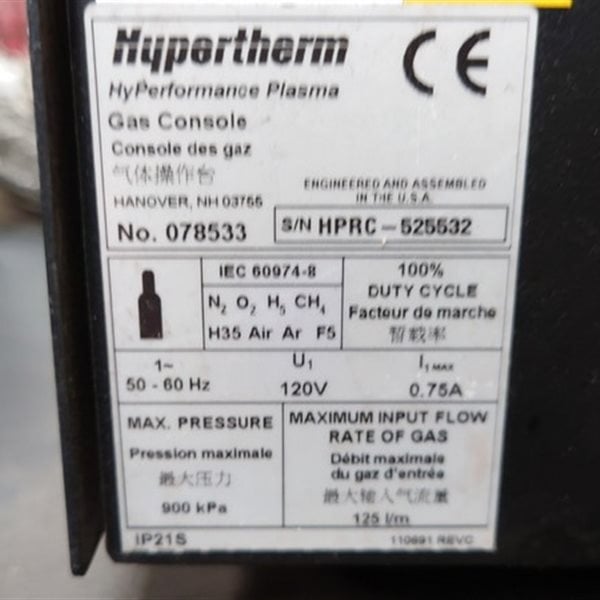 Hypertherm
CE
HyPerformance Plasma
Gas Console
Console des gaz
气体操作台
HANOVER, NH 03755
ENGINEERED AND ASSEMBLED
IN THE U.S.A.
No. 078533
S/N HPRC-525532
IEC 60974-8
N2 O2 H5 CH4
H35 Air Ar F5
100%
DUTY CYCLE
Facteur de marche
暂载率
1~
50 - 60 Hz
U1
120V
I1 MAX
0.75A
MAX. PRESSURE
Pression maximale
最大压力
900 kPa
MAXIMUM INPUT FLOW
RATE OF GAS
Débit maximale
du gaz d'entrée
最大输入气流量
125 l/m
IP21S
110691 REVC